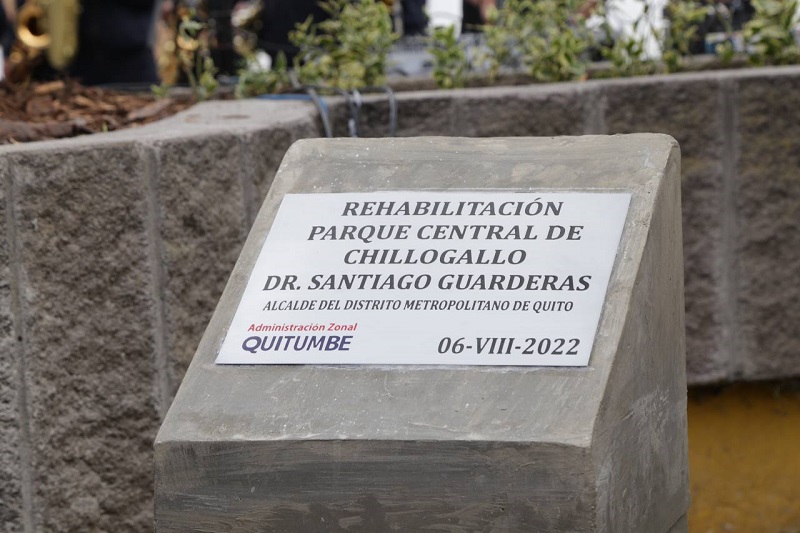 REHABILITACIÓN
PARQUE CENTRAL DE
CHILLOGALLO
DR. SANTIAGO GUARDERAS
ALCALDE DEL DISTRITO METROPOLITANO DE QUITO
Administración Zonal
QUITUMBE
06-VIII-2022